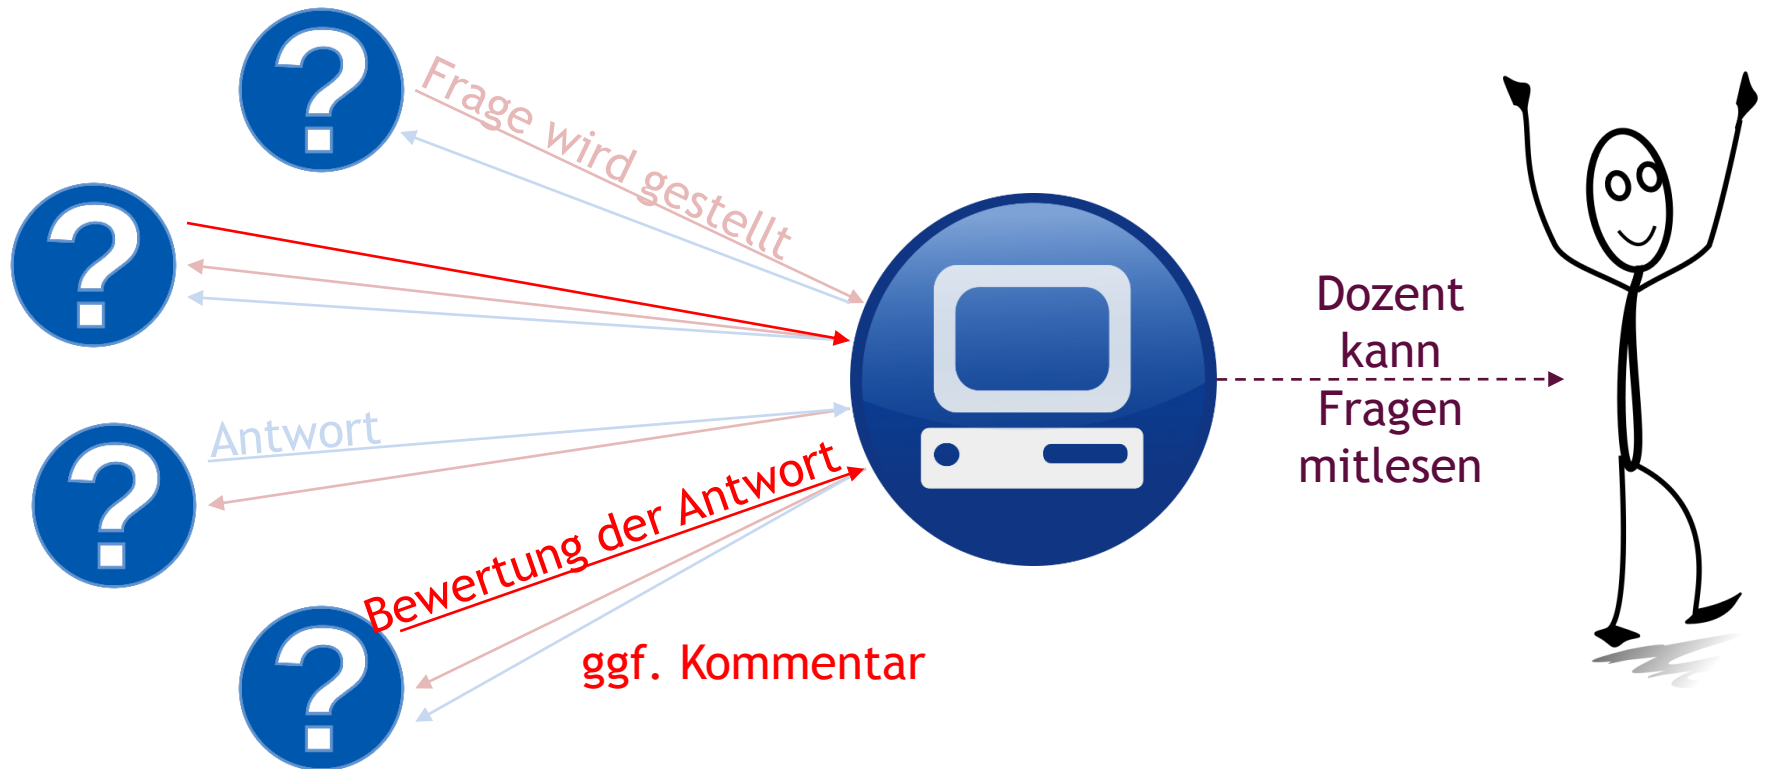 Frage wird gestellt
Antwort
Bewertung der Antwort
ggf. Kommentar
Dozent
kann
Fragen
mitlesen